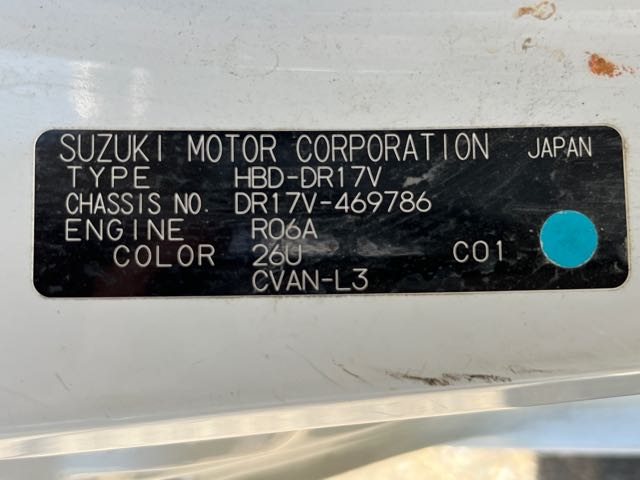 SUZUKI MOTOR CORPORATION JAPAN
TYPE HBD-DR17V
CHASSIS NO. DR17V-469786
ENGINE R06A
COLOR 26U C01
CVAN-L3